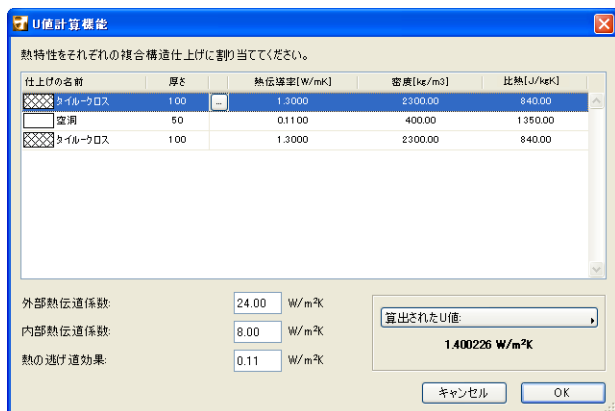 U値計算機能
熱特性をそれぞれの複合構造仕上げに割り当ててください。
仕上げの名前 厚さ 熱伝導率[W/mK] 密度[kg/m3] 比熱[J/kgK]
タイル-クロス 100 ... 1.3000 2300.00 840.00
空洞 50 0.1100 400.00 1350.00
タイル-クロス 100 1.3000 2300.00 840.00
外部熱伝道係数: 24.00 W/m²K
内部熱伝道係数: 8.00 W/m²K
熱の逃げ道効果: 0.11 W/m²K
算出されたU値:
1.400226 W/m²K
キャンセル OK